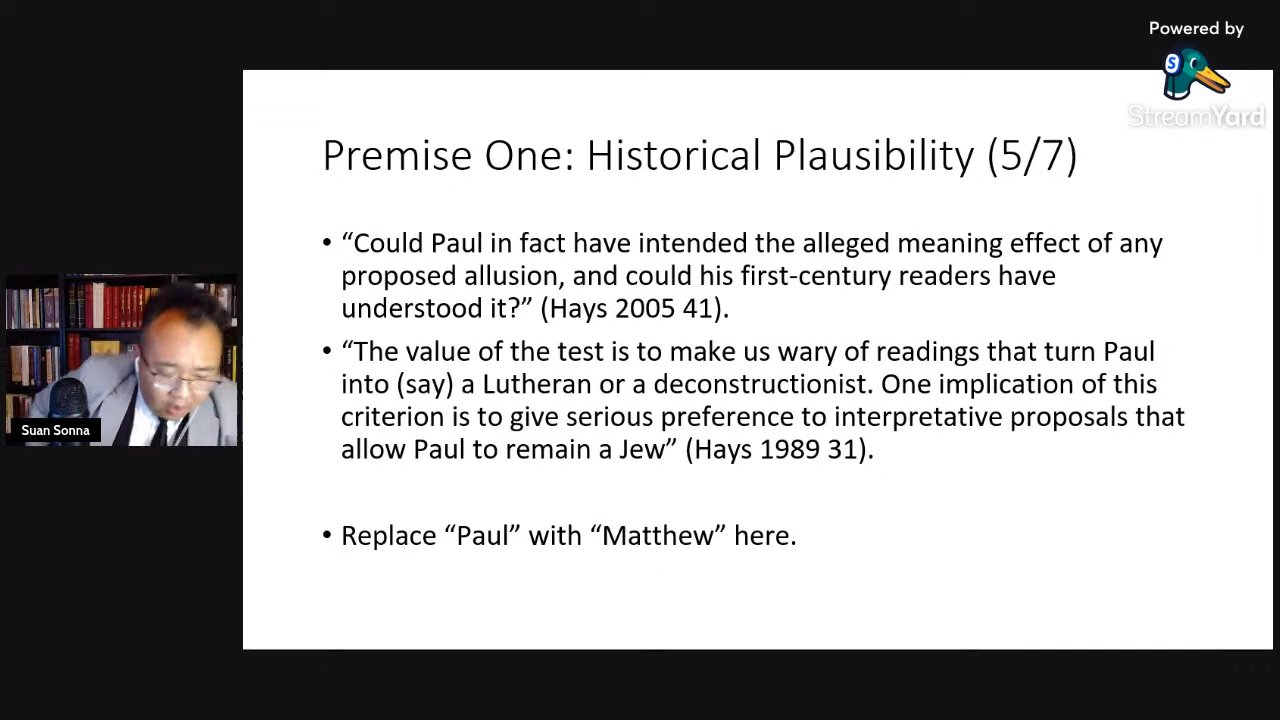 Powered by
StreamYard
Premise One: Historical Plausibility (5/7)
• “Could Paul in fact have intended the alleged meaning effect of any
proposed allusion, and could his first-century readers have
understood it?” (Hays 2005 41).
• “The value of the test is to make us wary of readings that turn Paul
into (say) a Lutheran or a deconstructionist. One implication of this
criterion is to give serious preference to interpretative proposals that
allow Paul to remain a Jew” (Hays 1989 31).
• Replace “Paul” with “Matthew” here.
Suan Sonna